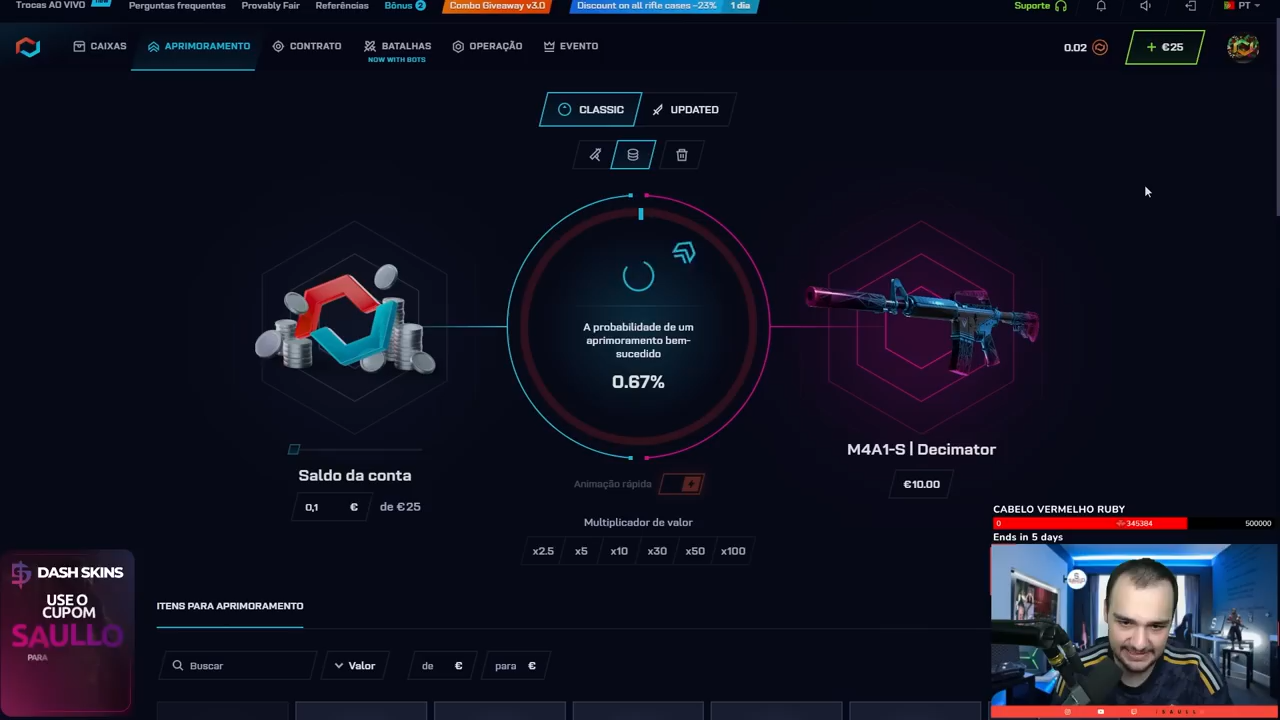 Trocas AO VIVO
Perguntas frequentes
Provably Fair
Referências
Bônus 2
Combo Giveaway v3.0
Discount on all rifle cases -23%
1 dia
Suporte
PT
CAIXAS
APRIMORAMENTO
CONTRATO
BATALHAS
NOW WITH BOTS
OPERAÇÃO
EVENTO
0.02
+ €25
CLASSIC
UPDATED
A probabilidade de um
aprimoramento bem-
sucedido
0.67%
Saldo da conta
0,1 €
de €25
M4A1-S | Decimator
€10.00
Animação rápida
Multiplicador de valor
x2.5
x5
x10
x30
x50
x100
CABELO VERMELHO RUBY
0
345384
500000
Ends in 5 days
DASH SKINS
USE O
CUPOM
SAULLO
PARA
ITENS PARA APRIMORAMENTO
Buscar
Valor
de €
para €